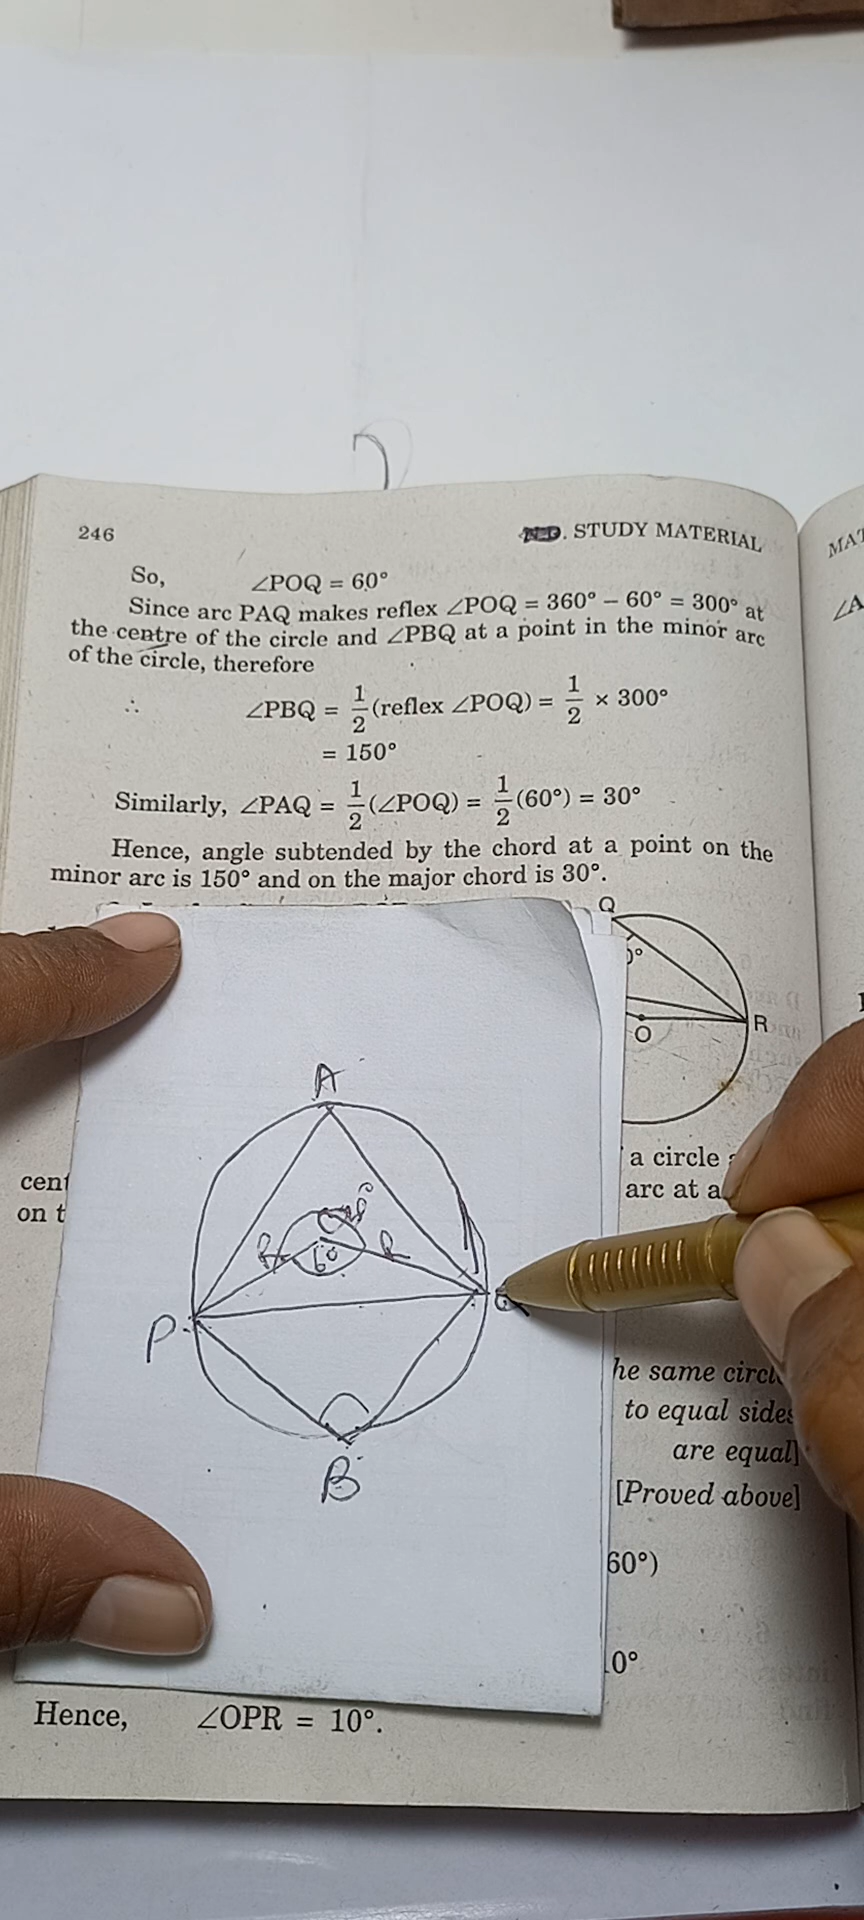 246
. STUDY MATERIAL
MAT
So, ∠POQ = 60°
Since arc PAQ makes reflex ∠POQ = 360° − 60° = 300° at
the centre of the circle and ∠PBQ at a point in the minor arc
of the circle, therefore
∴ ∠PBQ = 1/2 (reflex ∠POQ) = 1/2 × 300°
= 150°
Similarly, ∠PAQ = 1/2 (∠POQ) = 1/2 (60°) = 30°
Hence, angle subtended by the chord at a point on the
minor arc is 150° and on the major chord is 30°.
∠A
Q
R
O
A
R
60
P
B
a circle
cent
arc at a
on t
he same circl
to equal sides
are equal]
[Proved above]
60°)
0°
Hence, ∠OPR = 10°.